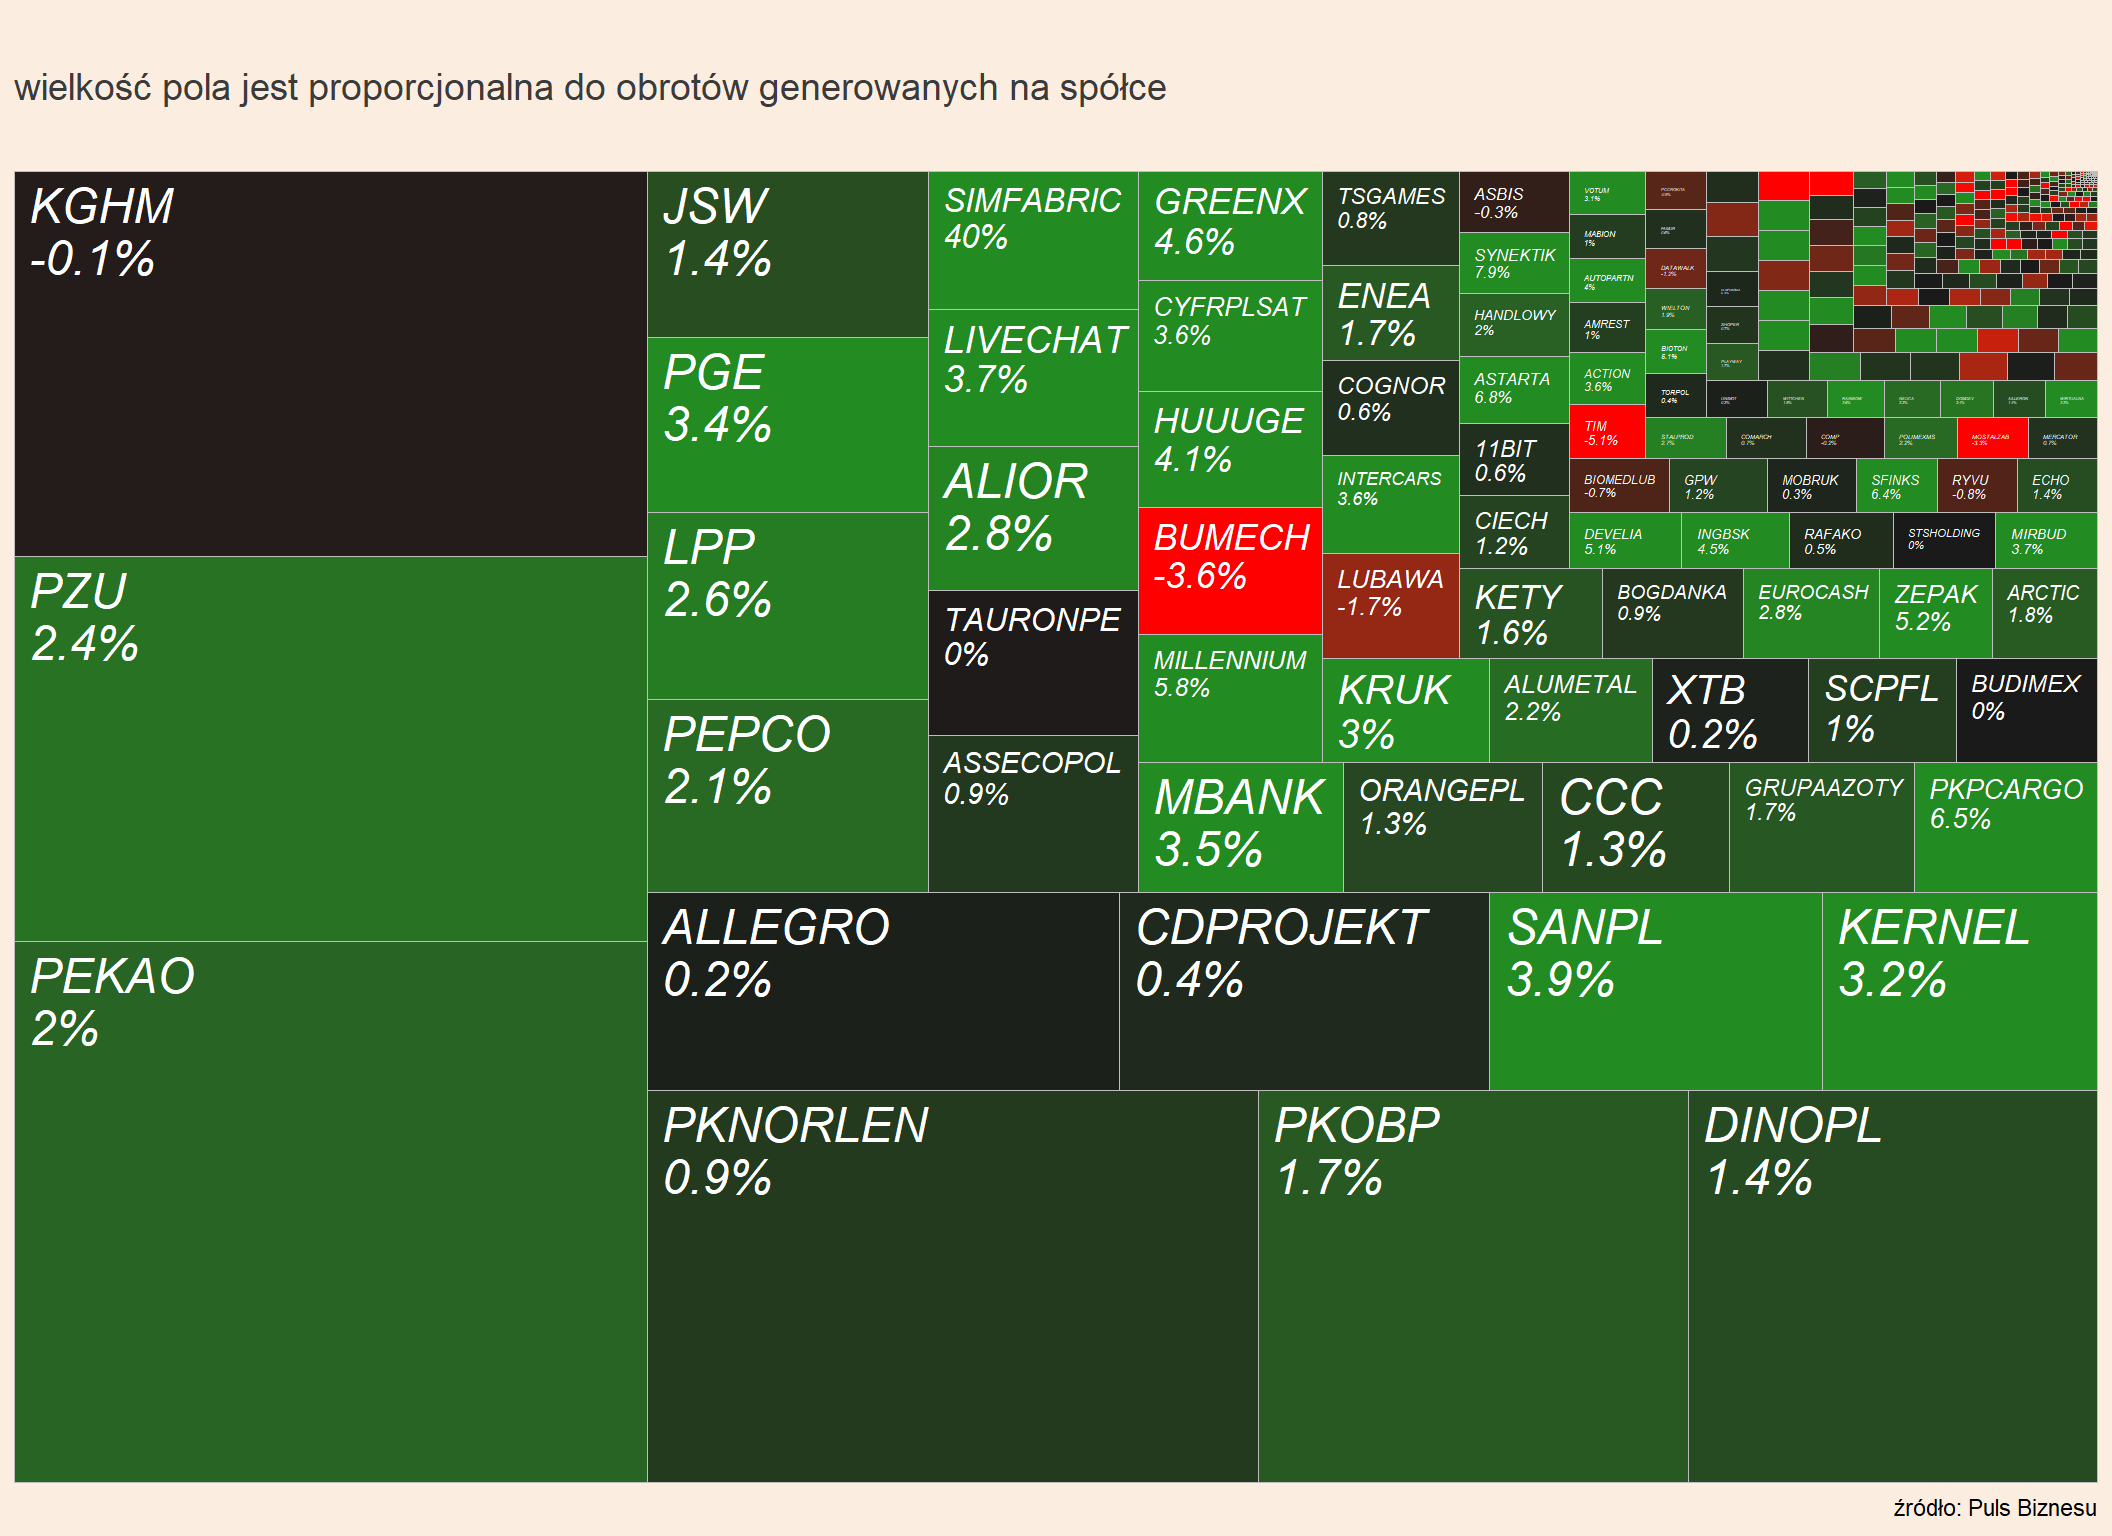 wielkość pola jest proporcjonalna do obrotów generowanych na spółce
KGHM
-0.1%
PZU
2.4%
PEKAO
2%
JSW
1.4%
PGE
3.4%
LPP
2.6%
PEPCO
2.1%
SIMFABRIC
40%
LIVECHAT
3.7%
ALIOR
2.8%
TAURONPE
0%
ASSECOPOL
0.9%
GREENX
4.6%
CYFRPLSAT
3.6%
HUUUGE
4.1%
BUMECH
-3.6%
MILLENNIUM
5.8%
TSGAMES
0.8%
ENEA
1.7%
COGNOR
0.6%
INTERCARS
3.6%
LUBAWA
-1.7%
ASBIS
-0.3%
SYNEKTIK
7.9%
HANDLOWY
2%
ASTARTA
6.8%
11BIT
0.6%
CIECH
1.2%
VOTUM
3.1%
MABION
1%
AUTOPARTN
4%
AMREST
1%
ACTION
3.6%
TIM
-5.1%
DATAWALK
-1.2%
WIELTON
1.9%
BIOTON
5.1%
TORPOL
0.4%
STALPROD
2.7%
COMARCH
0.7%
COMP
-0.2%
POLIMEXMS
2.2%
MOSTALZAB
-3.3%
MERCATOR
0.7%
BIOMEDLUB
-0.7%
GPW
1.2%
MOBRUK
0.3%
SFINKS
6.4%
RYVU
-0.8%
ECHO
1.4%
DEVELIA
5.1%
INGBSK
4.5%
RAFAKO
0.5%
STSHOLDING
0%
MIRBUD
3.7%
KETY
1.6%
BOGDANKA
0.9%
EUROCASH
2.8%
ZEPAK
5.2%
ARCTIC
1.8%
KRUK
3%
ALUMETAL
2.2%
XTB
0.2%
SCPFL
1%
BUDIMEX
0%
MBANK
3.5%
ORANGEPL
1.3%
CCC
1.3%
GRUPAAZOTY
1.7%
PKPCARGO
6.5%
ALLEGRO
0.2%
CDPROJEKT
0.4%
SANPL
3.9%
KERNEL
3.2%
PKNORLEN
0.9%
PKOBP
1.7%
DINOPL
1.4%
źródło: Puls Biznesu